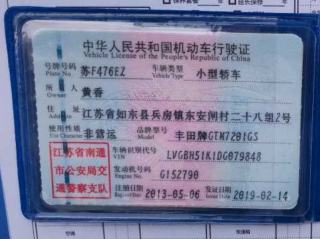 中华人民共和国机动车行驶证
Vehicle License of the People's Republic of China
号牌号码 苏F476EZ 车辆类型 小型轿车
Plate No. Vehicle Type
所有人 黄香
Owner
住址 江苏省如东县兵房镇东安闸村二十八组2号
Address
使用性质 非营运 品牌型号 丰田牌GTM7201GS
Use Character Model
江苏省南通
市公安局交
通警察支队
车辆识别代号 LVGBH51K1DG079848
VIN
发动机号码 G152790
Engine No.
注册日期 2013-05-06 发证日期 2019-02-14
Register Date Issue Date